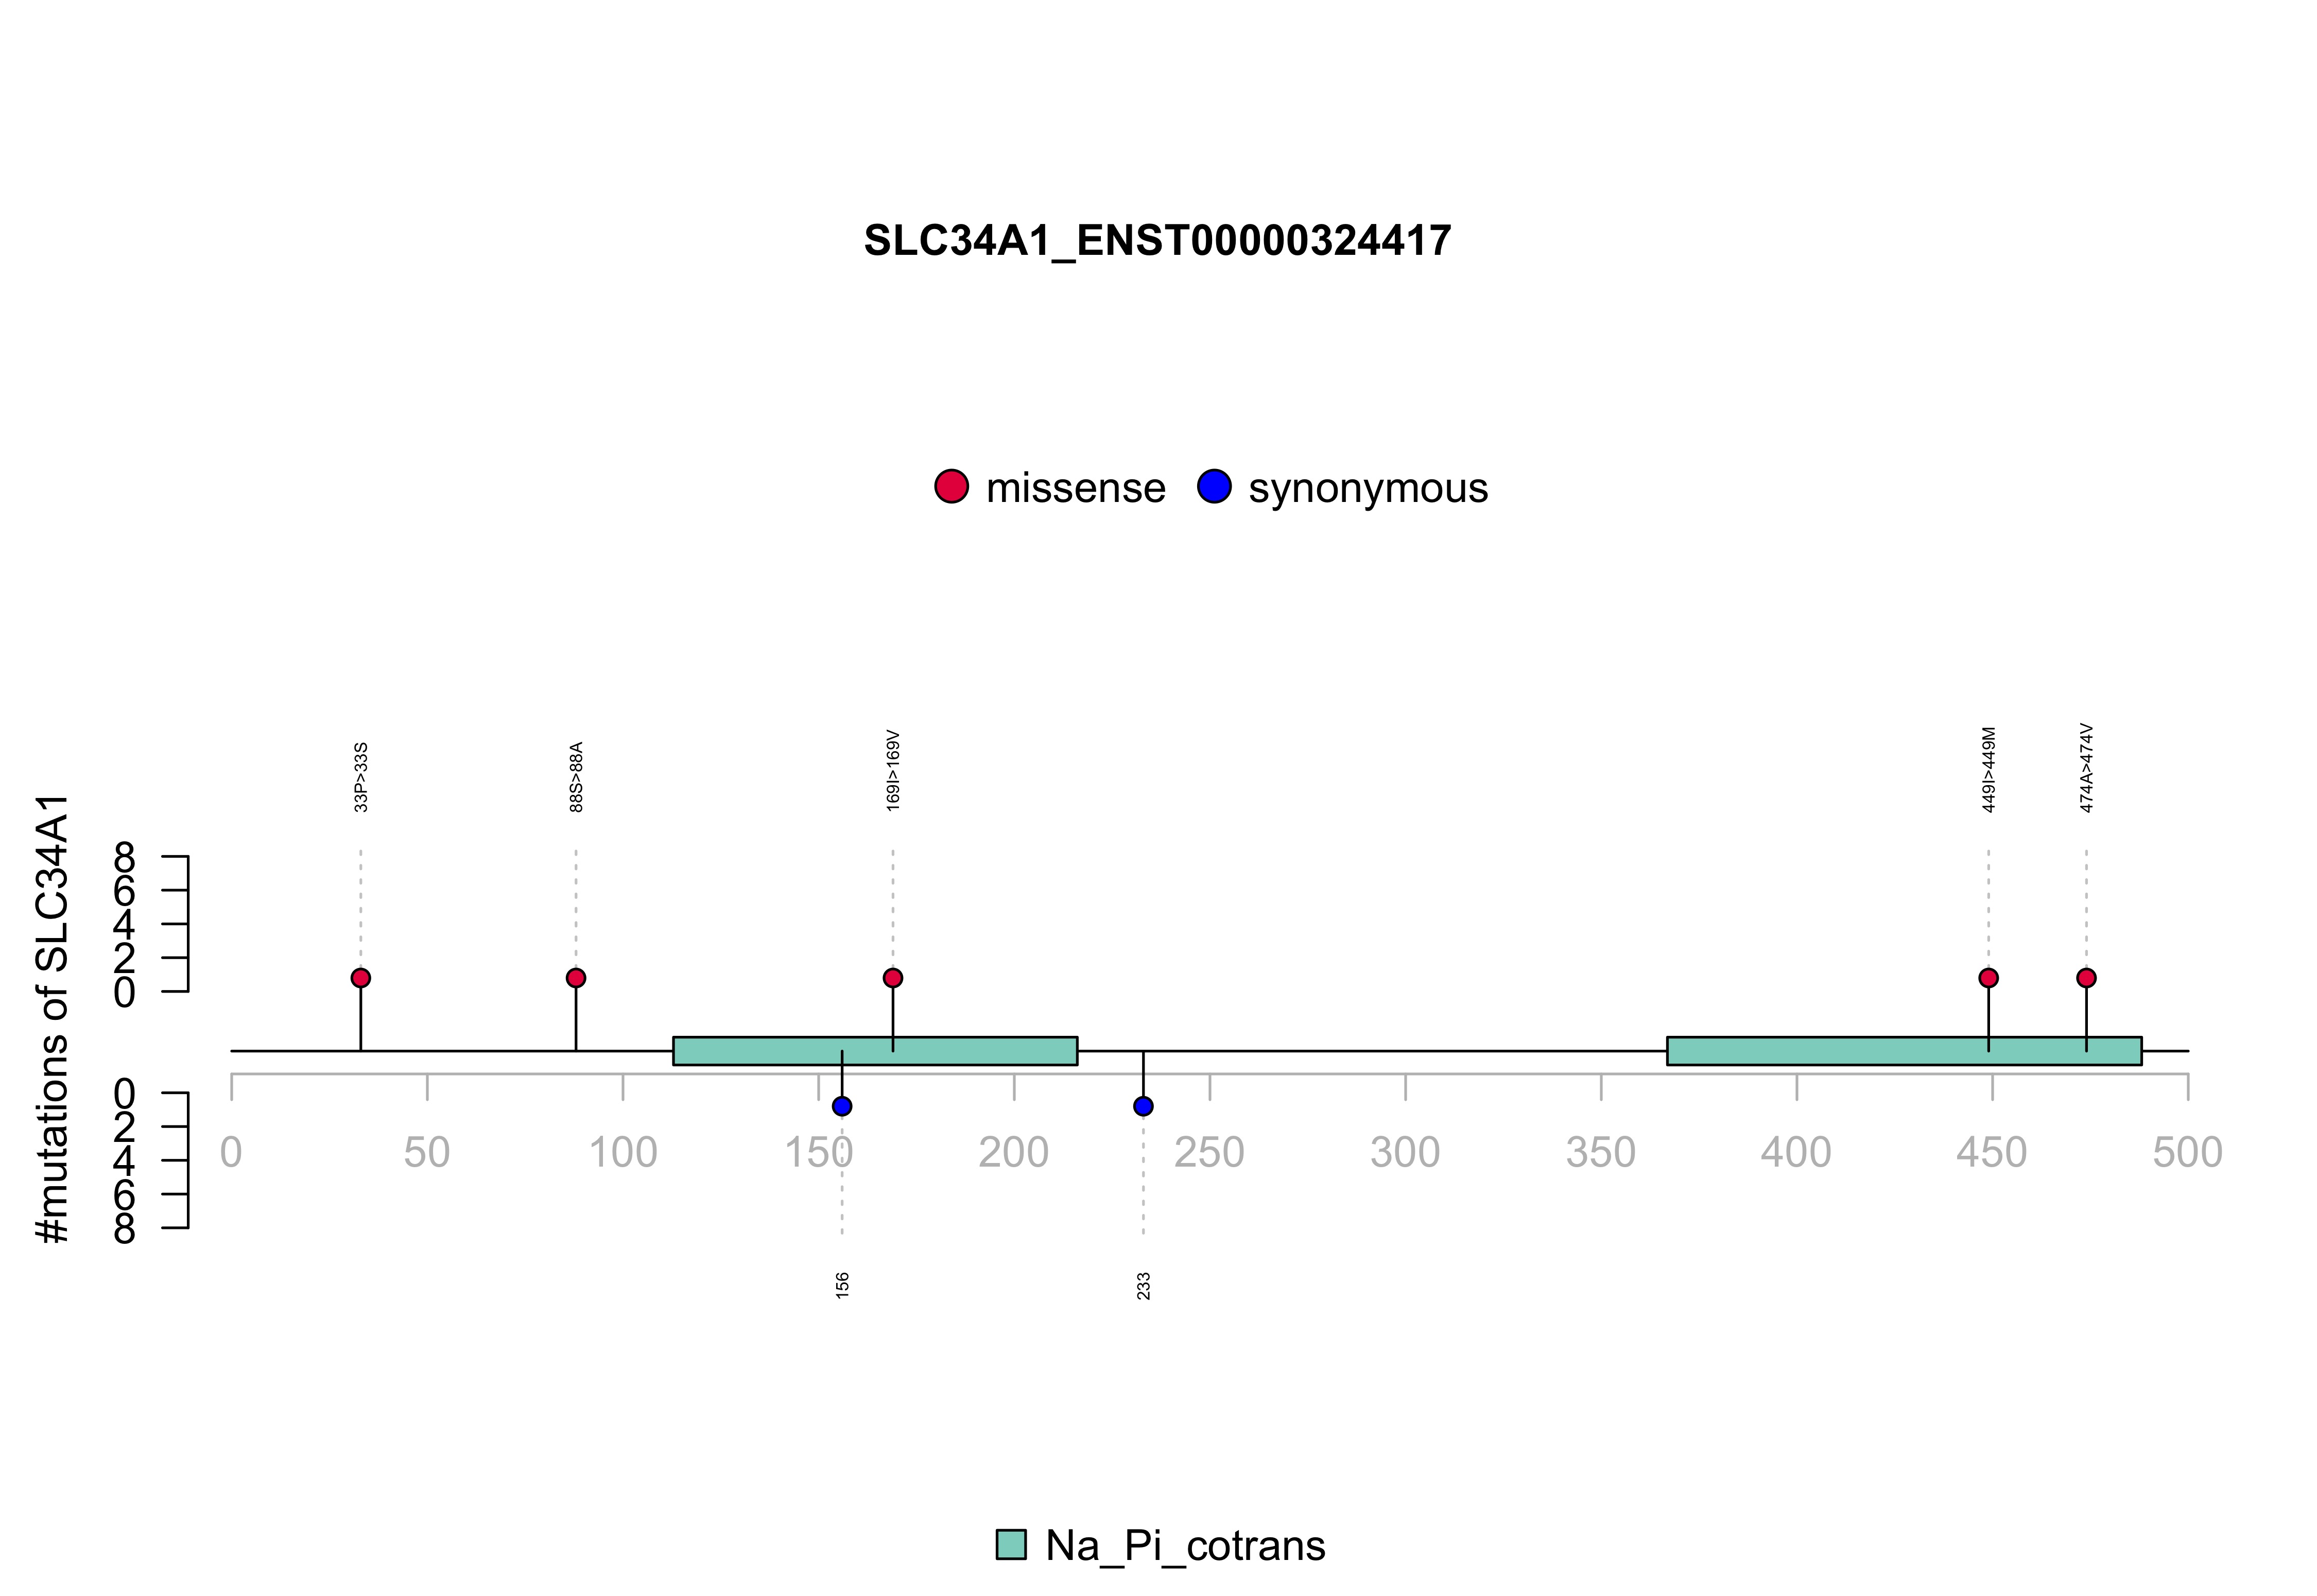 SLC34A1_ENST00000324417
missense synonymous
33P>33S 88S>88A 169I>169V 449I>449M 474A>474V
#mutations of SLC34A1
8
6
4
2
0
0
2
4
6
8
0 50 100 150 200 250 300 350 400 450 500
156 233
Na_Pi_cotrans